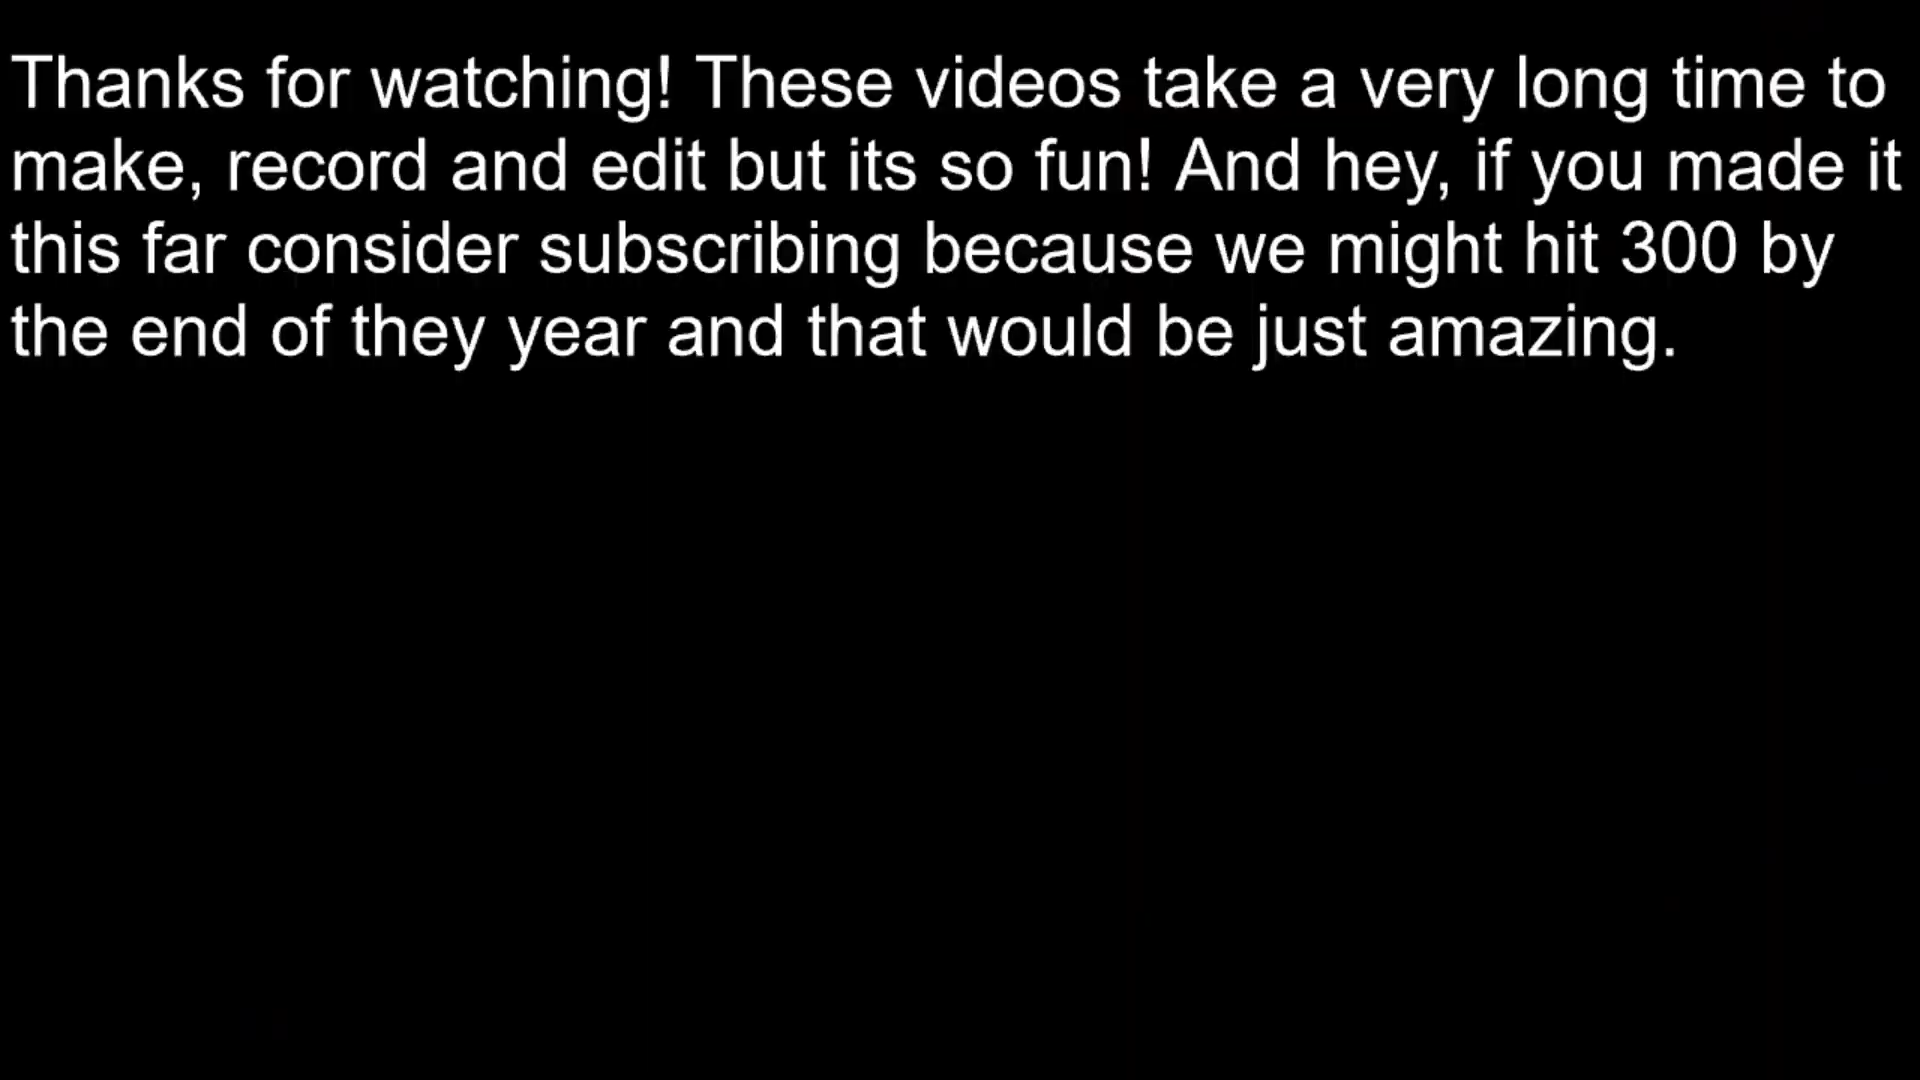 Thanks for watching! These videos take a very long time to
make, record and edit but its so fun! And hey, if you made it
this far consider subscribing because we might hit 300 by
the end of they year and that would be just amazing.